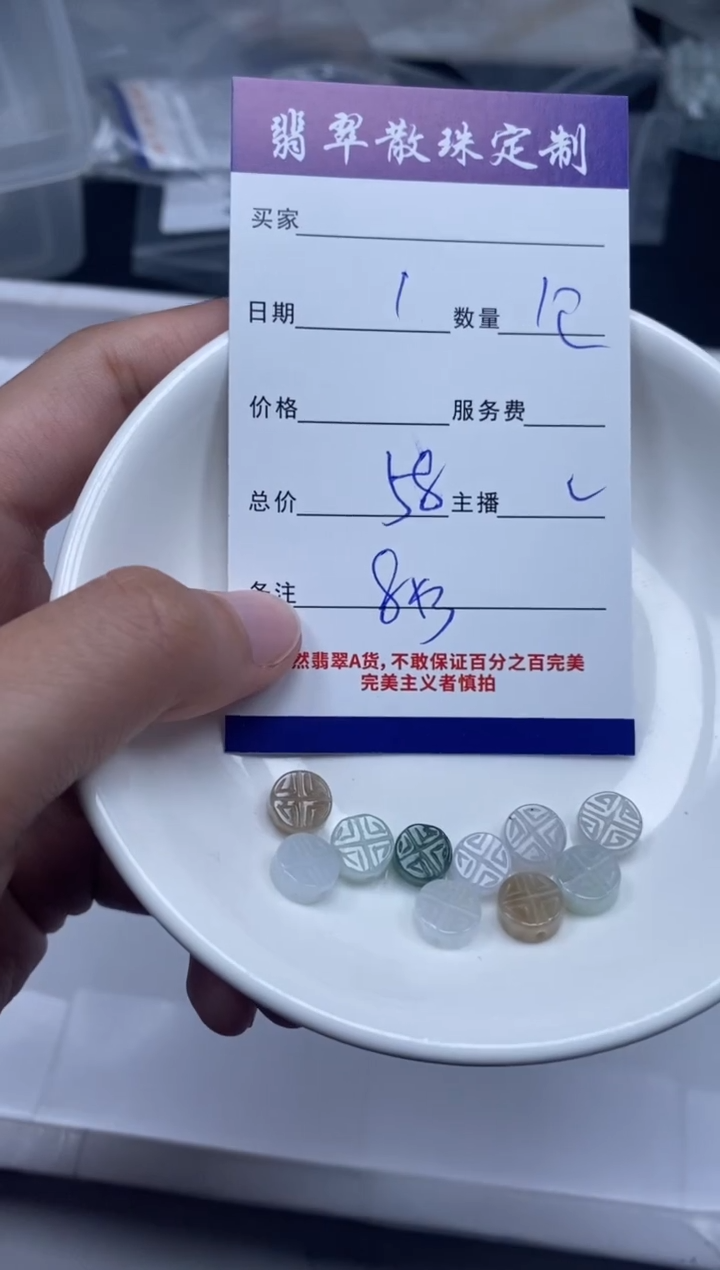 翡翠散珠定制
买家
日期 1 数量
价格 服务费
总价 58 主播
备注 8x3
然翡翠A货,不敢保证百分之百完美
完美主义者慎拍